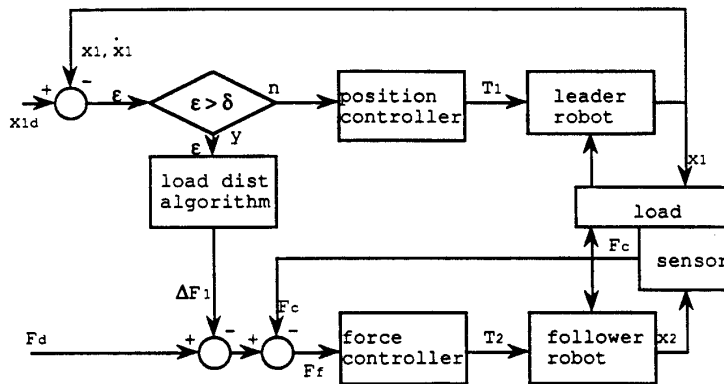 x1, ẋ1
+
-
x1d
ε
ε > δ
n
y
position
controller
T1
leader
robot
x1
ε
load dist
algorithm
load
Fc
sensor
ΔF1
Fc
Fd
+
-
+
-
Ff
force
controller
T2
follower
robot
x2